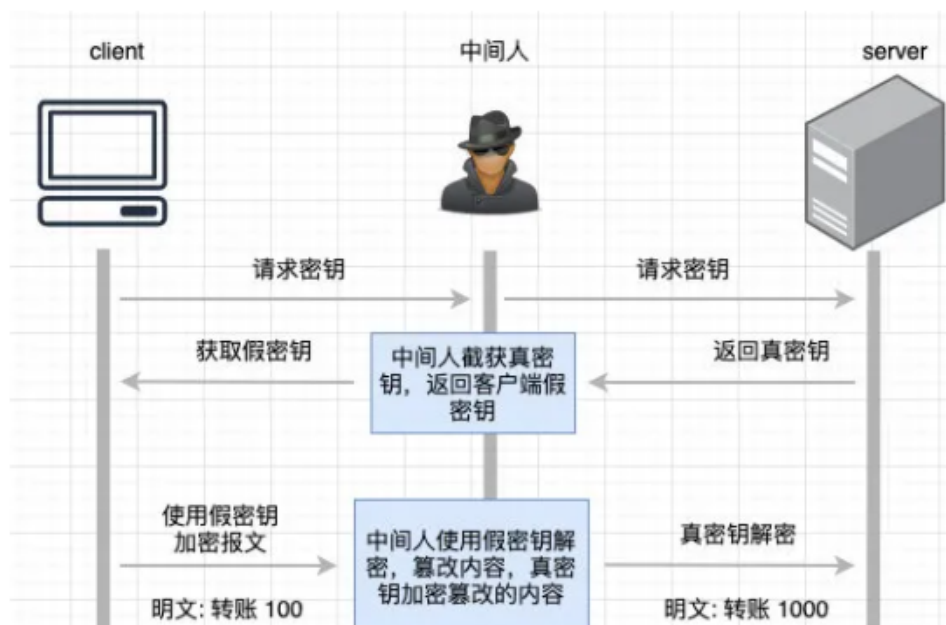 client
中间人
server
请求密钥
请求密钥
获取假密钥
中间人截获真密
钥，返回客户端假
密钥
返回真密钥
使用假密钥
加密报文
中间人使用假密钥解
密，篡改内容，真密
钥加密篡改的内容
真密钥解密
明文: 转账 100
明文: 转账 1000